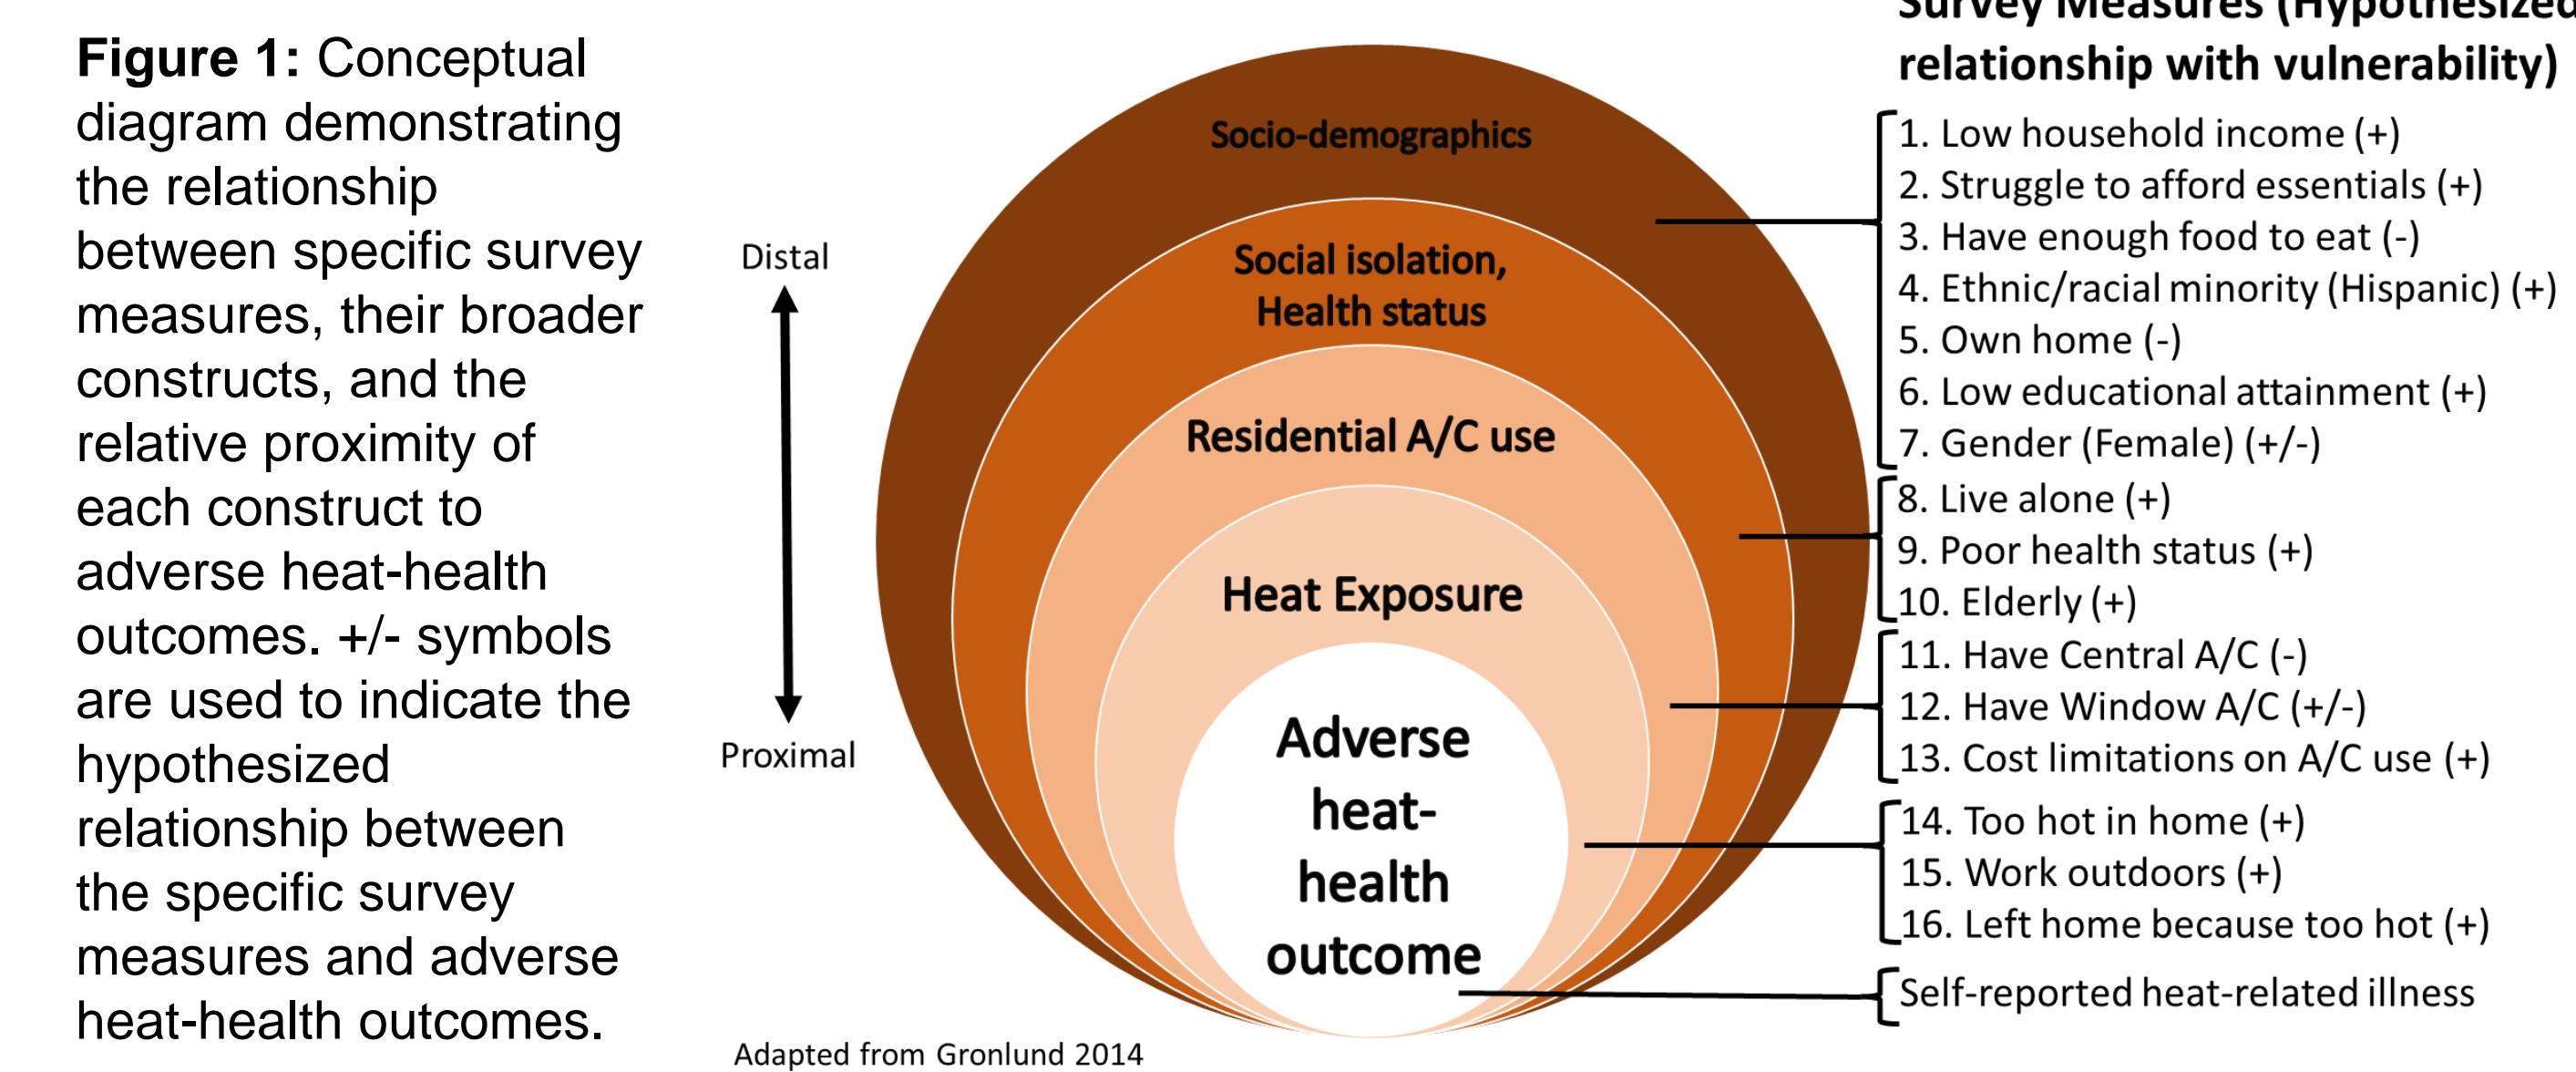 Figure 1: Conceptual
diagram demonstrating
the relationship
between specific survey
measures, their broader
constructs, and the
relative proximity of
each construct to
adverse heat-health
outcomes. +/- symbols
are used to indicate the
hypothesized
relationship between
the specific survey
measures and adverse
heat-health outcomes.
Distal
Proximal
Socio-demographics
Social isolation,
Health status
Residential A/C use
Heat Exposure
Adverse
heat-
health
outcome
Adapted from Gronlund 2014
Survey Measures (Hypothesized
relationship with vulnerability)
1. Low household income (+)
2. Struggle to afford essentials (+)
3. Have enough food to eat (-)
4. Ethnic/racial minority (Hispanic) (+)
5. Own home (-)
6. Low educational attainment (+)
7. Gender (Female) (+/-)
8. Live alone (+)
9. Poor health status (+)
10. Elderly (+)
11. Have Central A/C (-)
12. Have Window A/C (+/-)
13. Cost limitations on A/C use (+)
14. Too hot in home (+)
15. Work outdoors (+)
16. Left home because too hot (+)
Self-reported heat-related illness